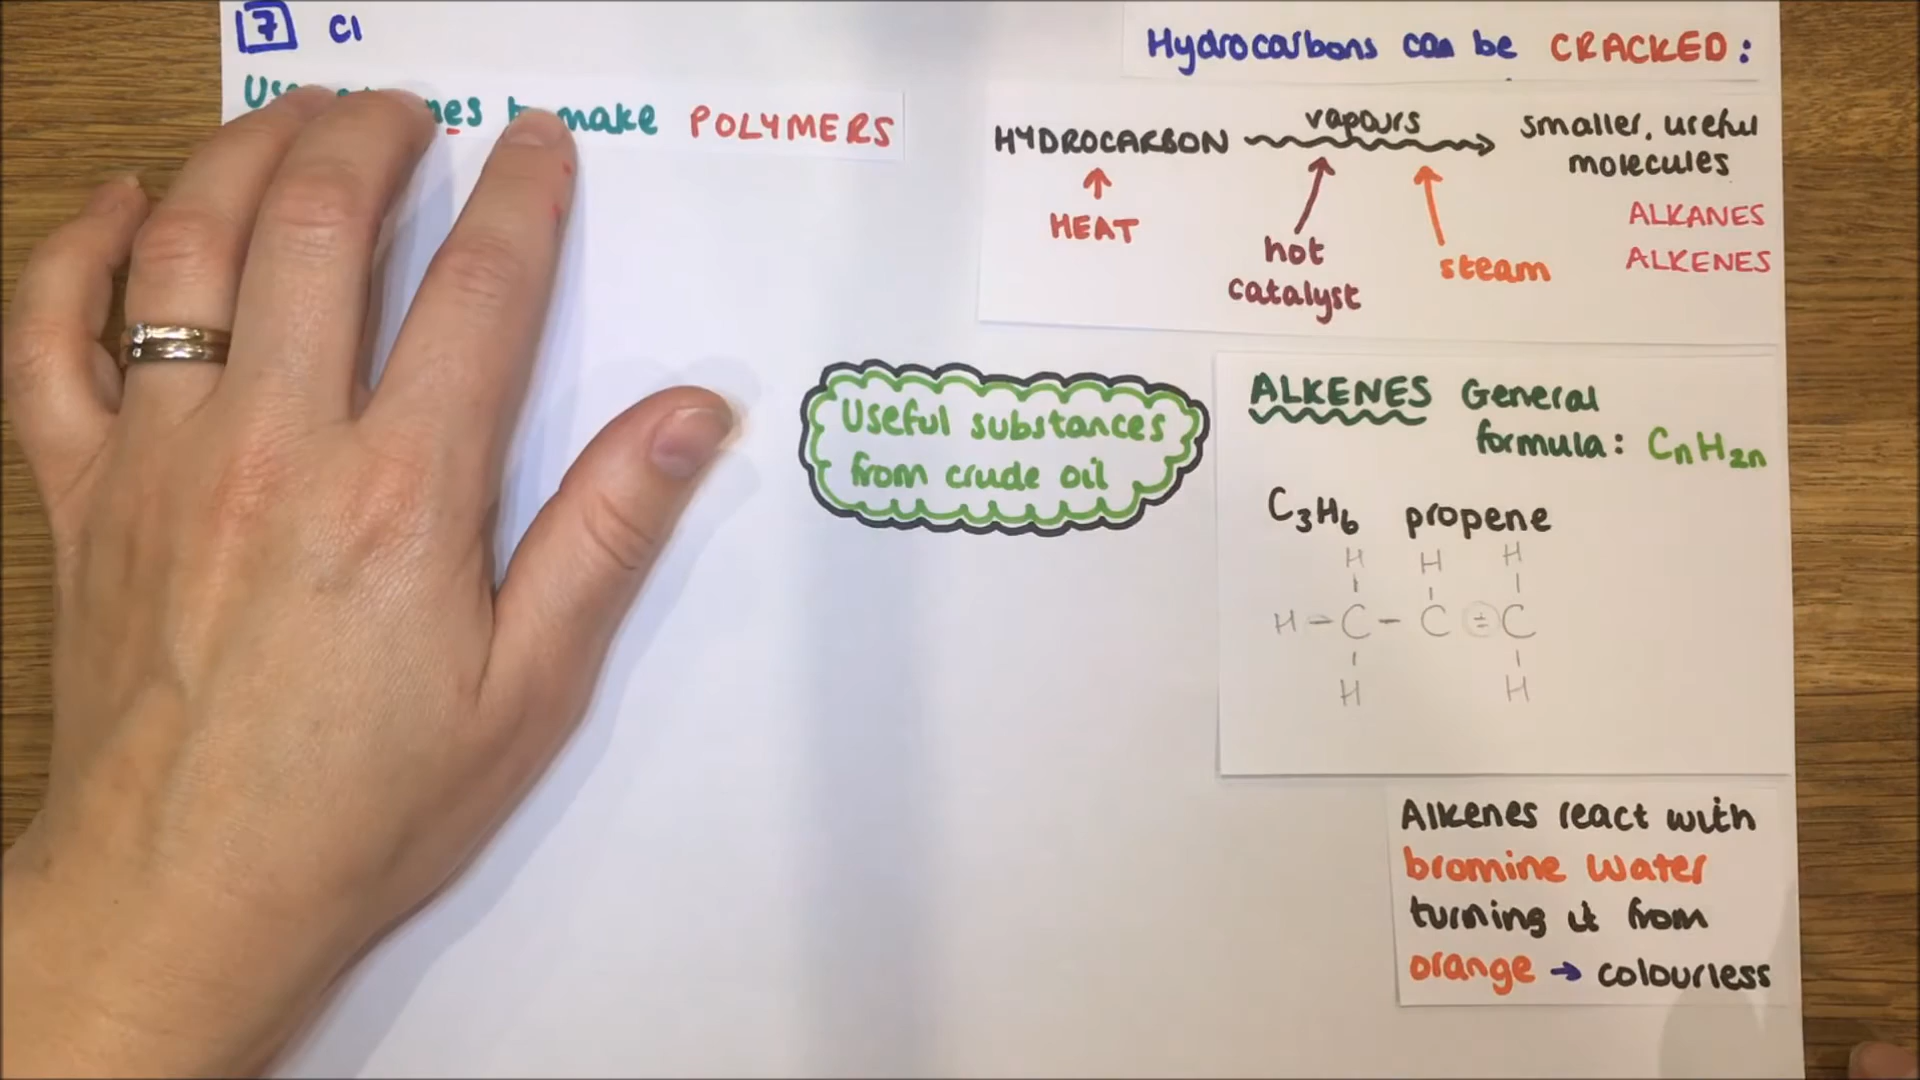 7 C1
make POLYMERS
Hydrocarbons can be CRACKED:
HYDROCARBON vapours smaller, useful
molecules
HEAT
hot
catalyst
steam
ALKANES
ALKENES
Useful substances
from crude oil
ALKENES General
formula: CnH2n
C3H6 propene
H H H
H - C - C = C
H H
Alkenes react with
bromine water
turning it from
orange → colourless